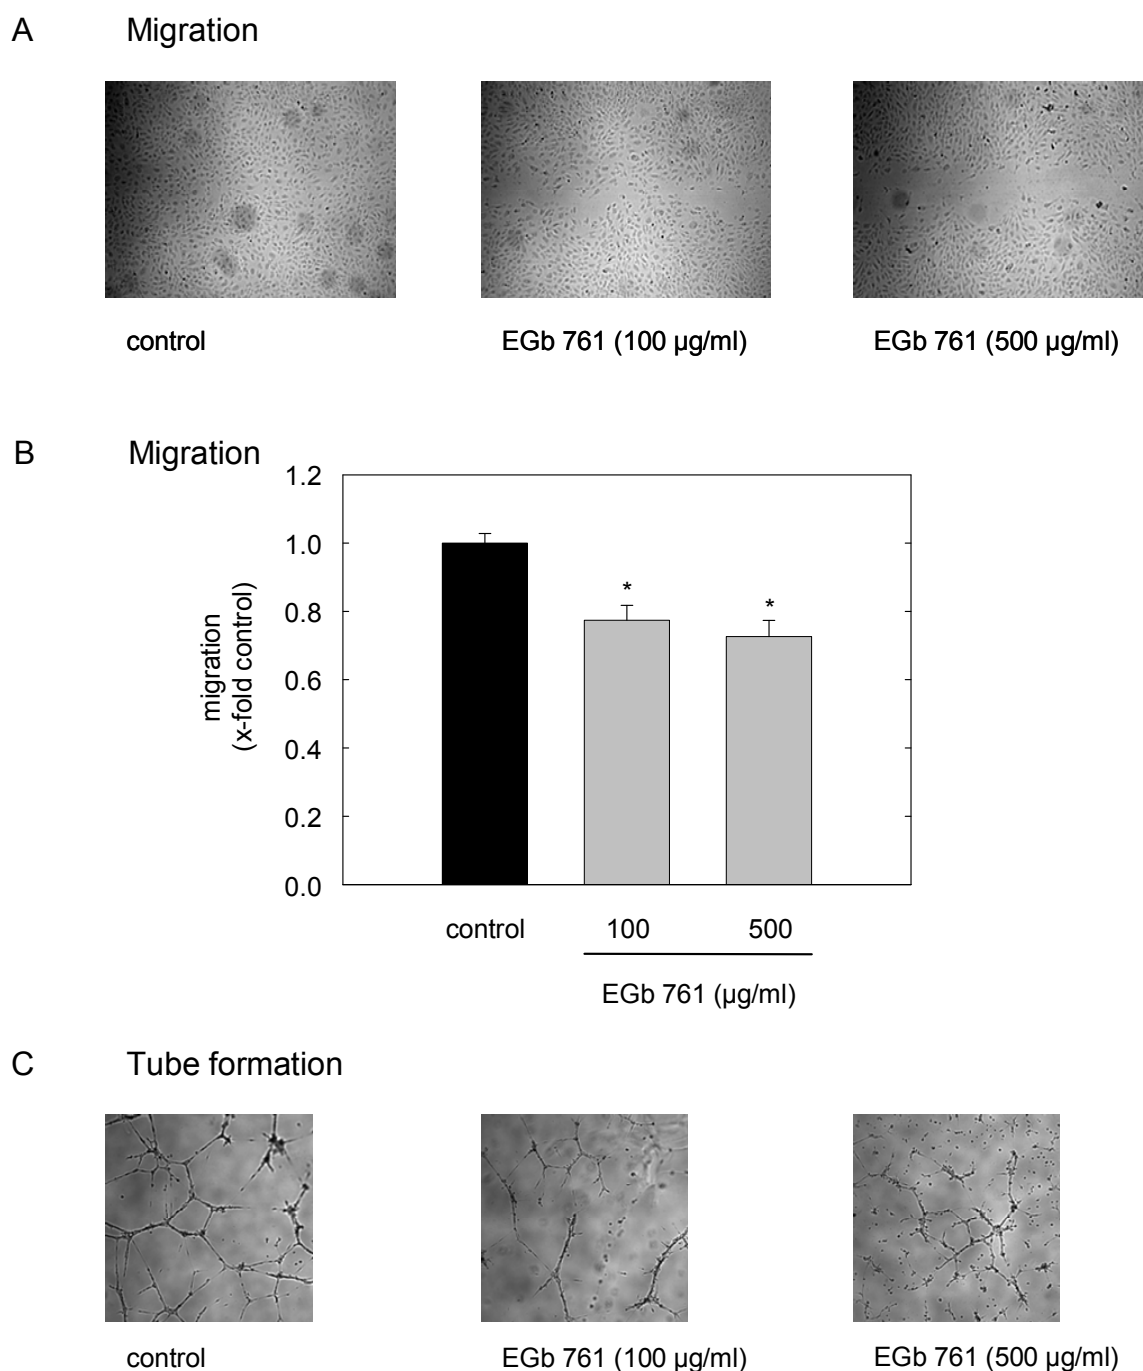 A Migration
control EGb 761 (100 µg/ml) EGb 761 (500 µg/ml)
B Migration
1.2
1.0
0.8
0.6
0.4
0.2
0.0
migration
(x-fold control)
*
*
control 100 500
EGb 761 (µg/ml)
C Tube formation
control EGb 761 (100 µg/ml) EGb 761 (500 µg/ml)